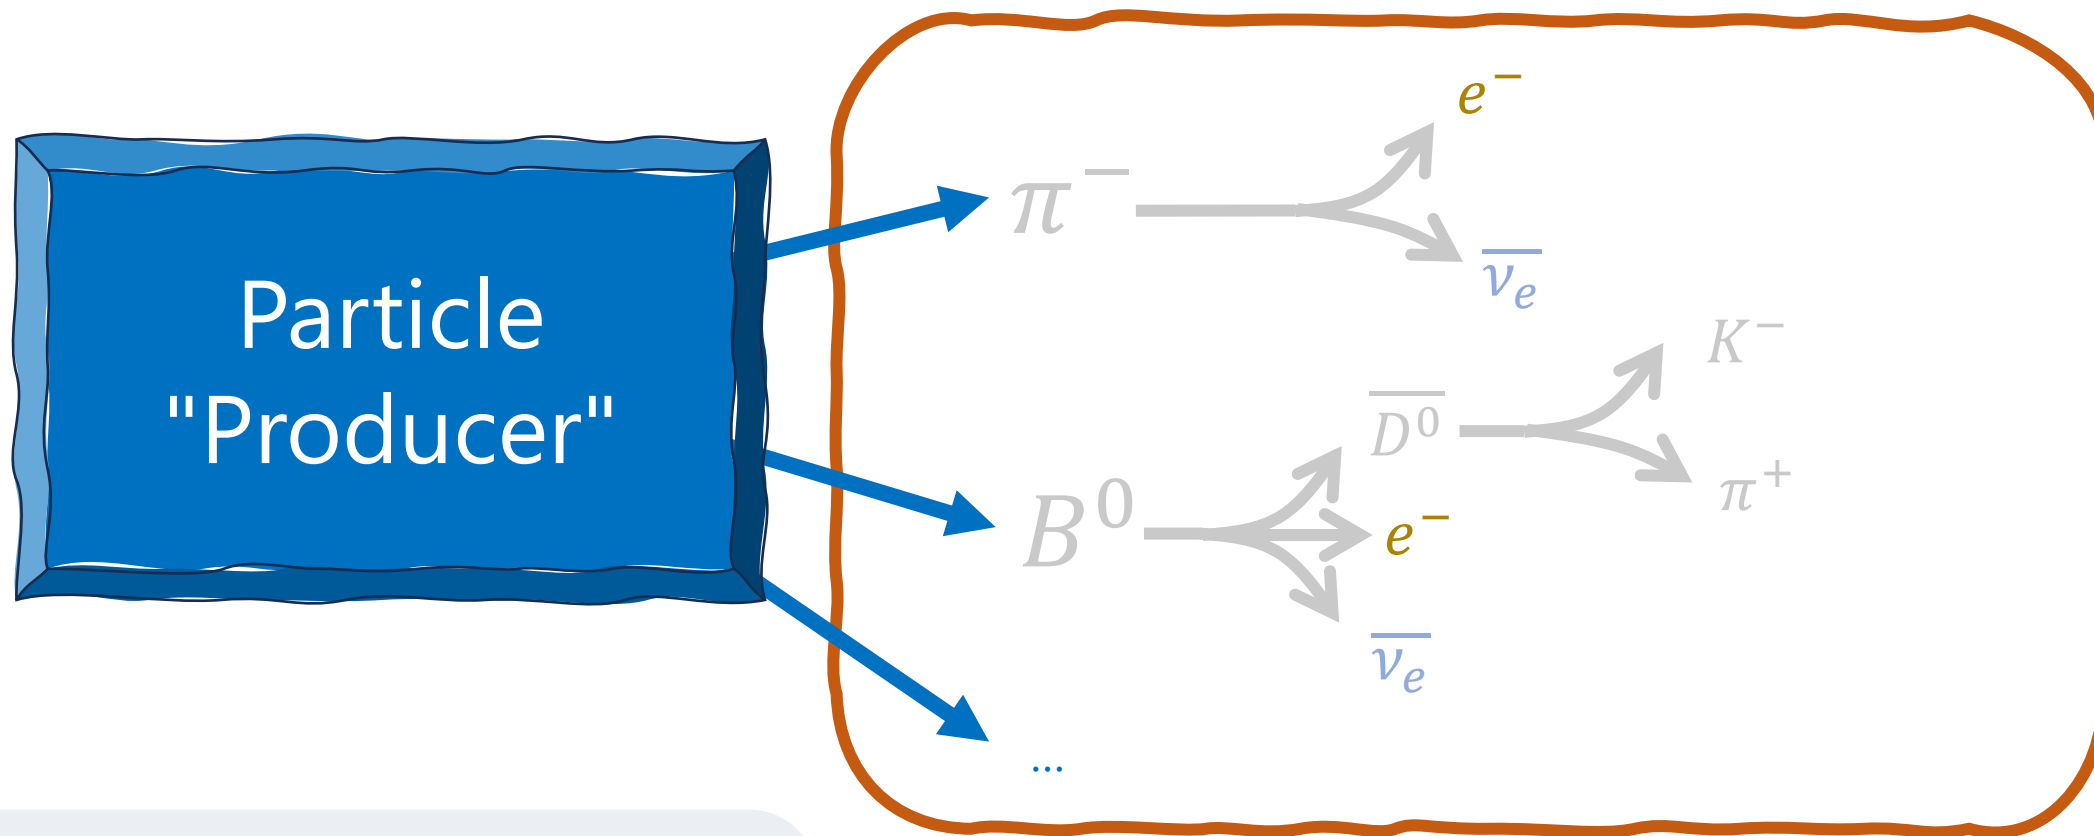 Particle
"Producer"
π⁻
e⁻
ν̅ₑ
B⁰
D̅⁰̅
K⁻
π⁺
e⁻
ν̅ₑ
...